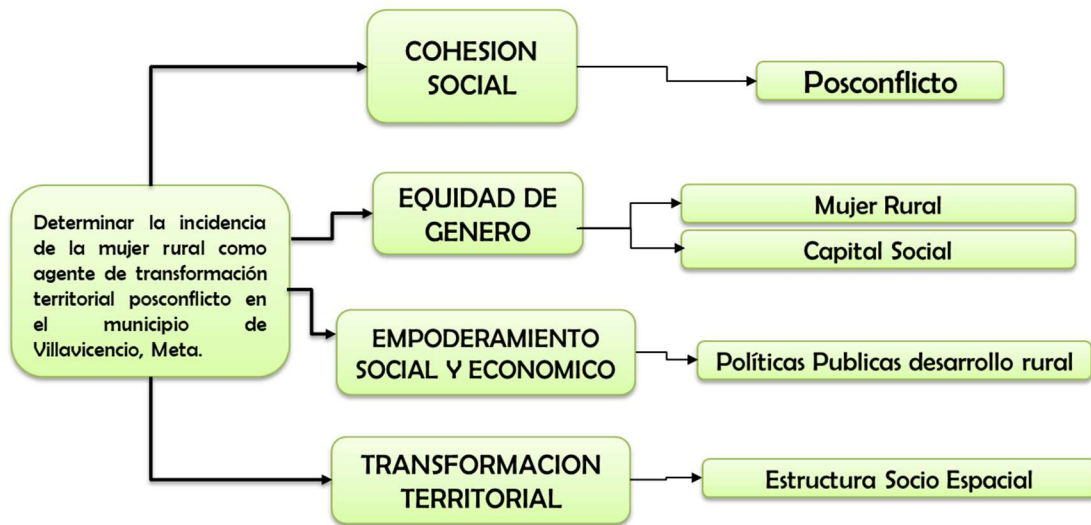 COHESION
SOCIAL
Posconflicto
Determinar la incidencia
de la mujer rural como
agente de transformación
territorial posconflicto en
el municipio de
Villavicencio, Meta.
EQUIDAD DE
GENERO
Mujer Rural
Capital Social
EMPODERAMIENTO
SOCIAL Y ECONOMICO
Políticas Publicas desarrollo rural
TRANSFORMACION
TERRITORIAL
Estructura Socio Espacial